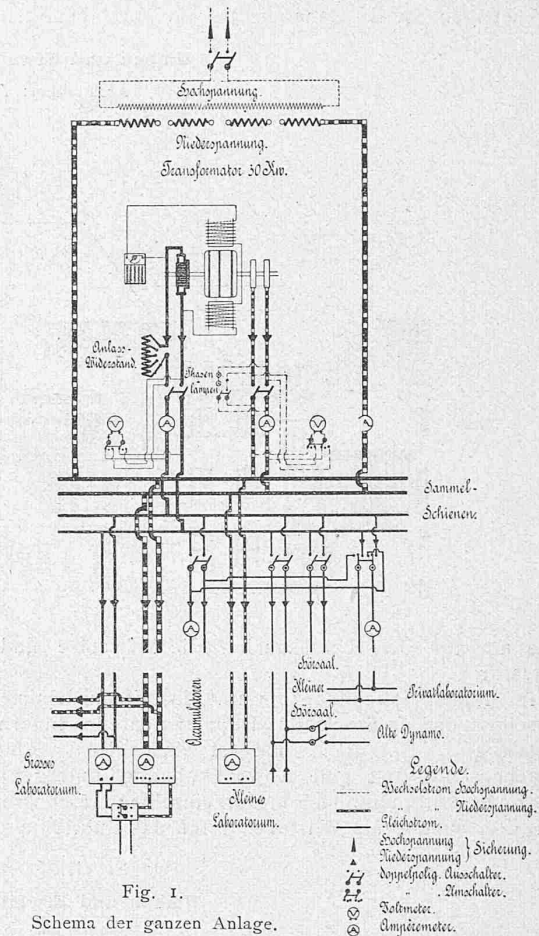 Hochspannung.
Niederspannung.
Transformator 30 Kw.
Anlass-
Widerstand.
Phasen
lampen
V
A
A
V
A
Sammel-
Schienen.
A
A
Accumulatoren
Hörsaal.
Kleiner
Hörsaal.
Privatlaboratorium.
Alte Dynamo.
Grosses
Laboratorium.
A
A
A
Kleines
Laboratorium.
Legende.
Wechselstrom Hochspannung.
" " Niederspannung.
Gleichstrom.
Hochspannung
Niederspannung } Sicherung.
doppelpolig. Ausschalter.
" . Umschalter.
V Voltmeter.
A Ampèremeter.
Fig. 1.
Schema der ganzen Anlage.